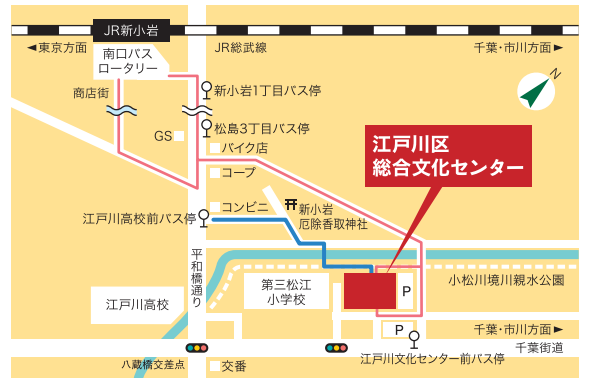 JR新小岩
◀東京方面
JR総武線
千葉・市川方面▶
南口バス
ロータリー
N
商店街
新小岩1丁目バス停
松島3丁目バス停
GS
バイク店
江戸川区
総合文化センター
コープ
コンビニ
新小岩
厄除香取神社
江戸川高校前バス停
平和橋通り
小松川境川親水公園
第三松江
小学校
P
江戸川高校
P
千葉・市川方面▶
千葉街道
八蔵橋交差点
交番
江戸川文化センター前バス停